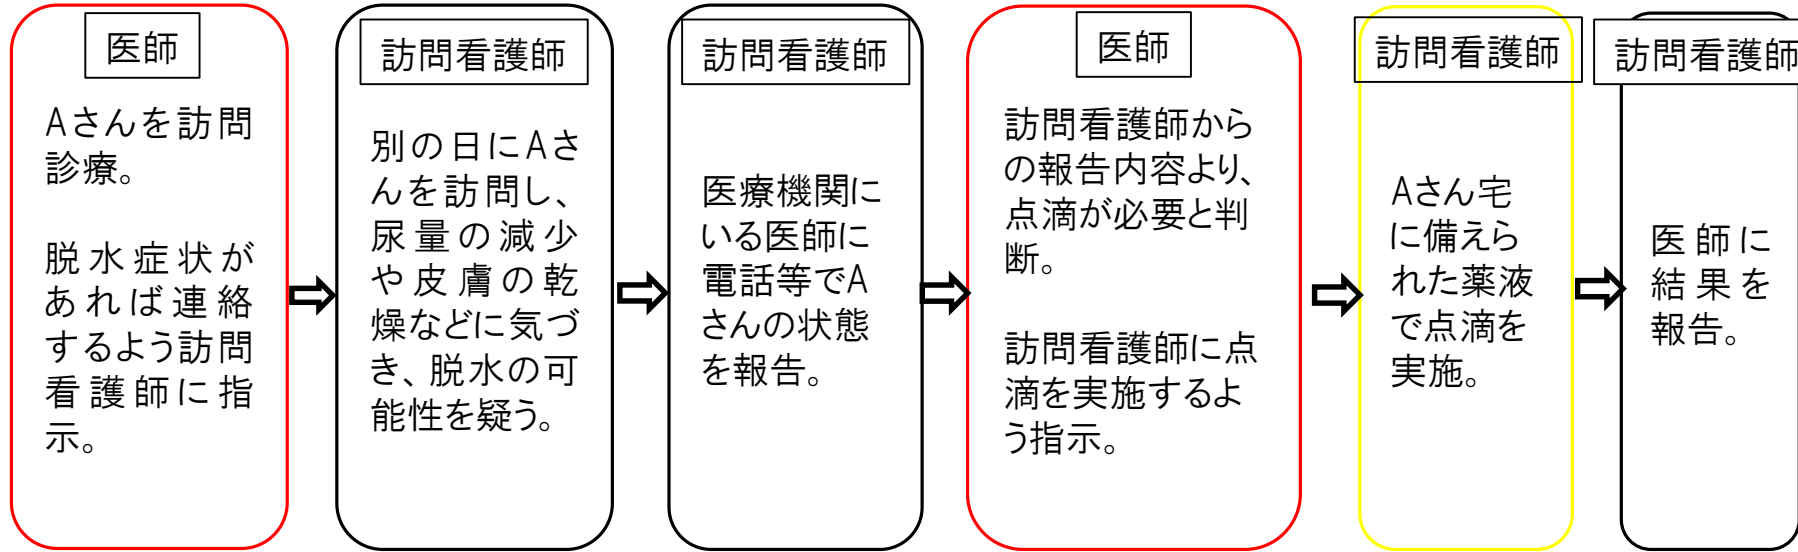 医師
Aさんを訪問
診療。
脱水症状が
あれば連絡
するよう訪問
看護師に指
示。
訪問看護師
別の日にAさ
んを訪問し、
尿量の減少
や皮膚の乾
燥などに気づ
き、脱水の可
能性を疑う。
訪問看護師
医療機関に
いる医師に
電話等でA
さんの状態
を報告。
医師
訪問看護師から
の報告内容より、
点滴が必要と判
断。
訪問看護師に点
滴を実施するよ
う指示。
訪問看護師
Aさん宅
に備えら
れた薬液
で点滴を
実施。
訪問看護師
医師に
結果を
報告。